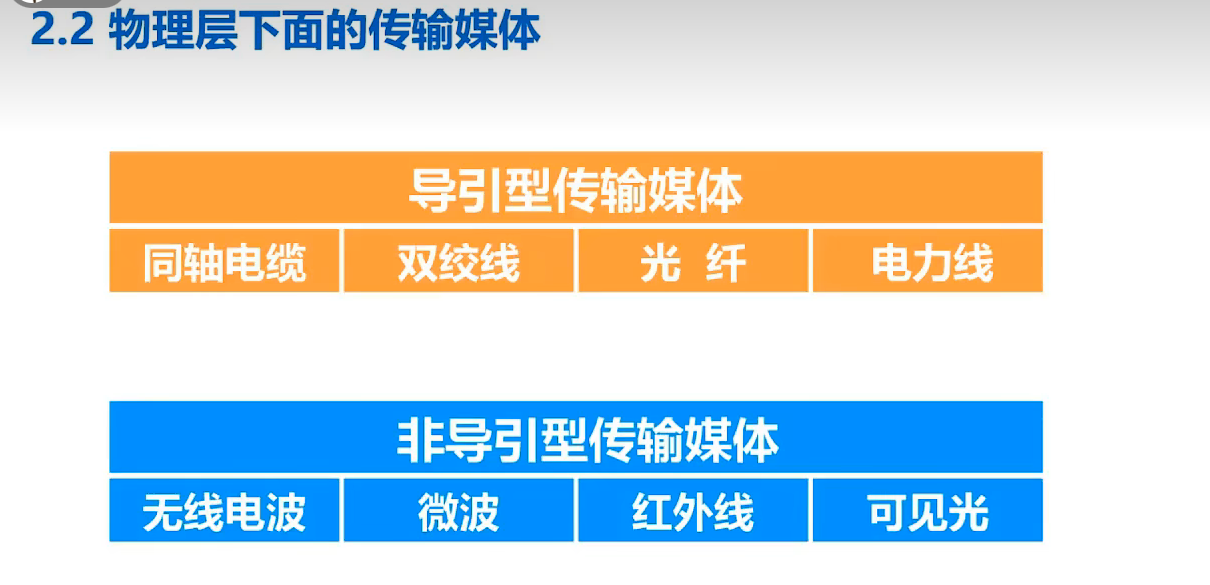 2.2 物理层下面的传输媒体
导引型传输媒体
同轴电缆 双绞线 光 纤 电力线
非导引型传输媒体
无线电波 微波 红外线 可见光